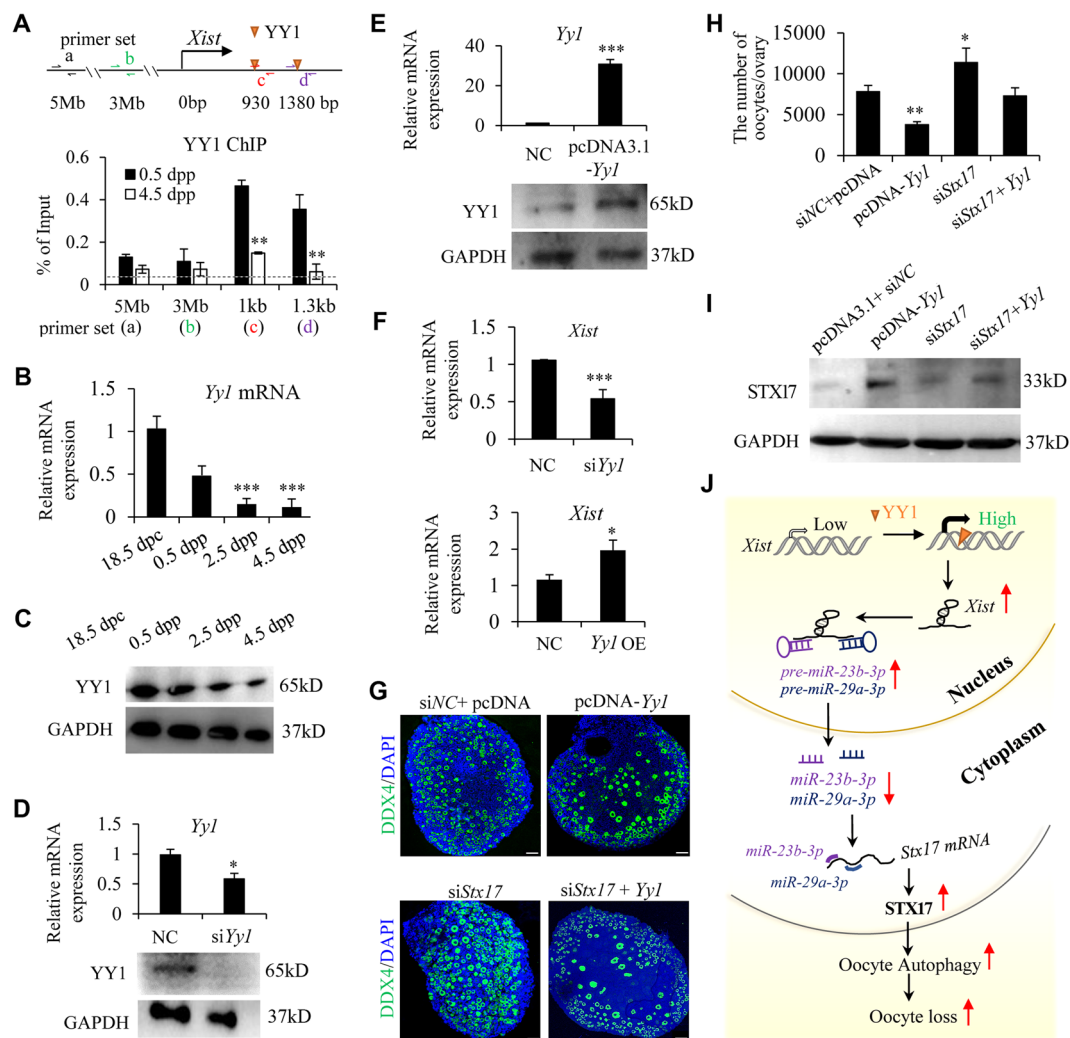 A
primer set
Xist
YY1
a
b
c
d
5Mb
3Mb
0bp
930
1380 bp
YY1 ChIP
0.5 dpp
4.5 dpp
% of Input
0.6
0.4
0.2
0
**
**
5Mb
3Mb
1kb
1.3kb
primer set (a)
(b)
(c)
(d)
B
Yy1 mRNA
Relative mRNA
expression
1.5
1
0.5
0
***
***
18.5 dpc
0.5 dpp
2.5 dpp
4.5 dpp
C
18.5 dpc
0.5 dpp
2.5 dpp
4.5 dpp
YY1
65kD
GAPDH
37kD
D
Yy1
Relative mRNA
expression
1.5
1
0.5
0
*
NC
siYy1
YY1
65kD
GAPDH
37kD
E
Yy1
Relative mRNA
expression
60
40
20
0
***
NC
pcDNA3.1
-Yy1
YY1
65kD
GAPDH
37kD
F
Xist
Relative mRNA
expression
1.5
1
0.5
0
***
NC
siYy1
Xist
Relative mRNA
expression
3
2
1
0
*
NC
Yy1 OE
G
siNC+ pcDNA
pcDNA-Yy1
DDX4/DAPI
siStx17
siStx17 + Yy1
DDX4/DAPI
H
The number of
oocytes/ovary
15000
10000
5000
0
**
*
siNC+pcDNA
pcDNA-Yy1
siStx17
siStx17+Yy1
I
pcDNA3.1+ siNC
pcDNA-Yy1
siStx17
siStx17+Yy1
STXl7
33kD
GAPDH
37kD
J
Xist
Low
YY1
High
Xist
pre-miR-23b-3p
pre-miR-29a-3p
Nucleus
Cytoplasm
miR-23b-3p
miR-29a-3p
miR-23b-3p
miR-29a-3p
Stx17 mRNA
STX17
Oocyte Autophagy
Oocyte loss